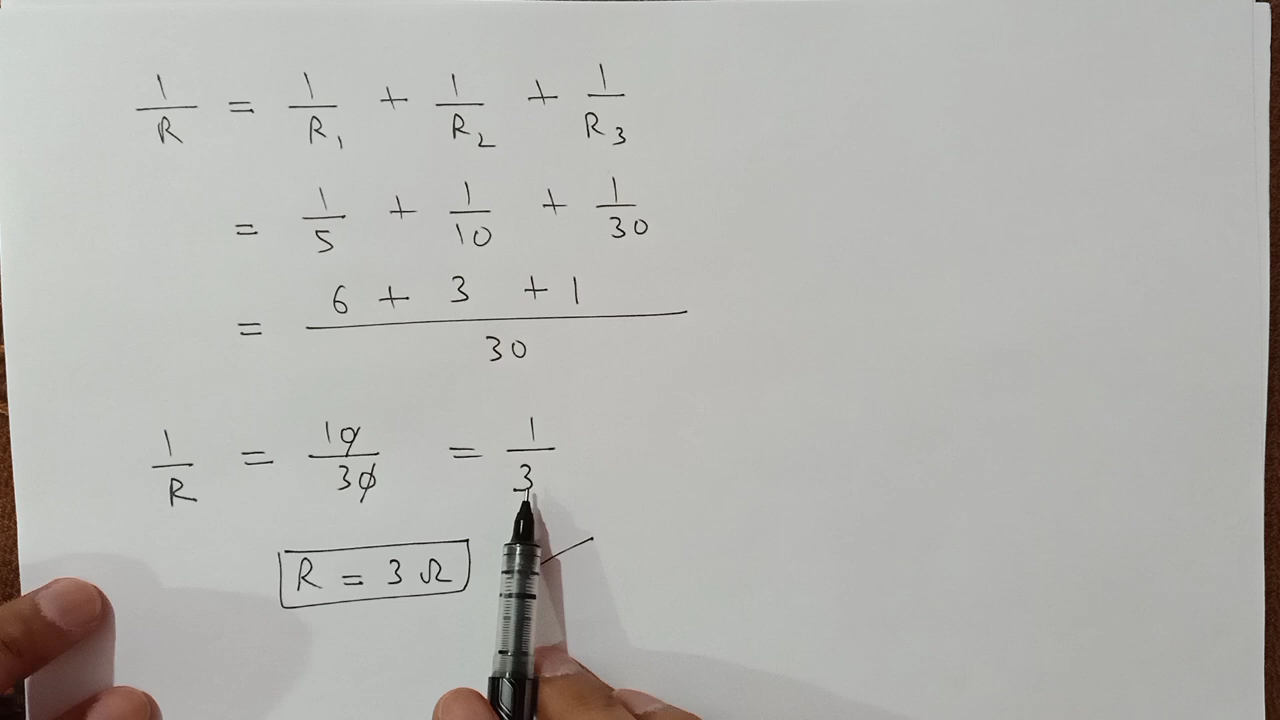 1/R = 1/R₁ + 1/R₂ + 1/R₃
= 1/5 + 1/10 + 1/30
= (6 + 3 + 1)/30
1/R = 10/30 = 1/3
R = 3 Ω